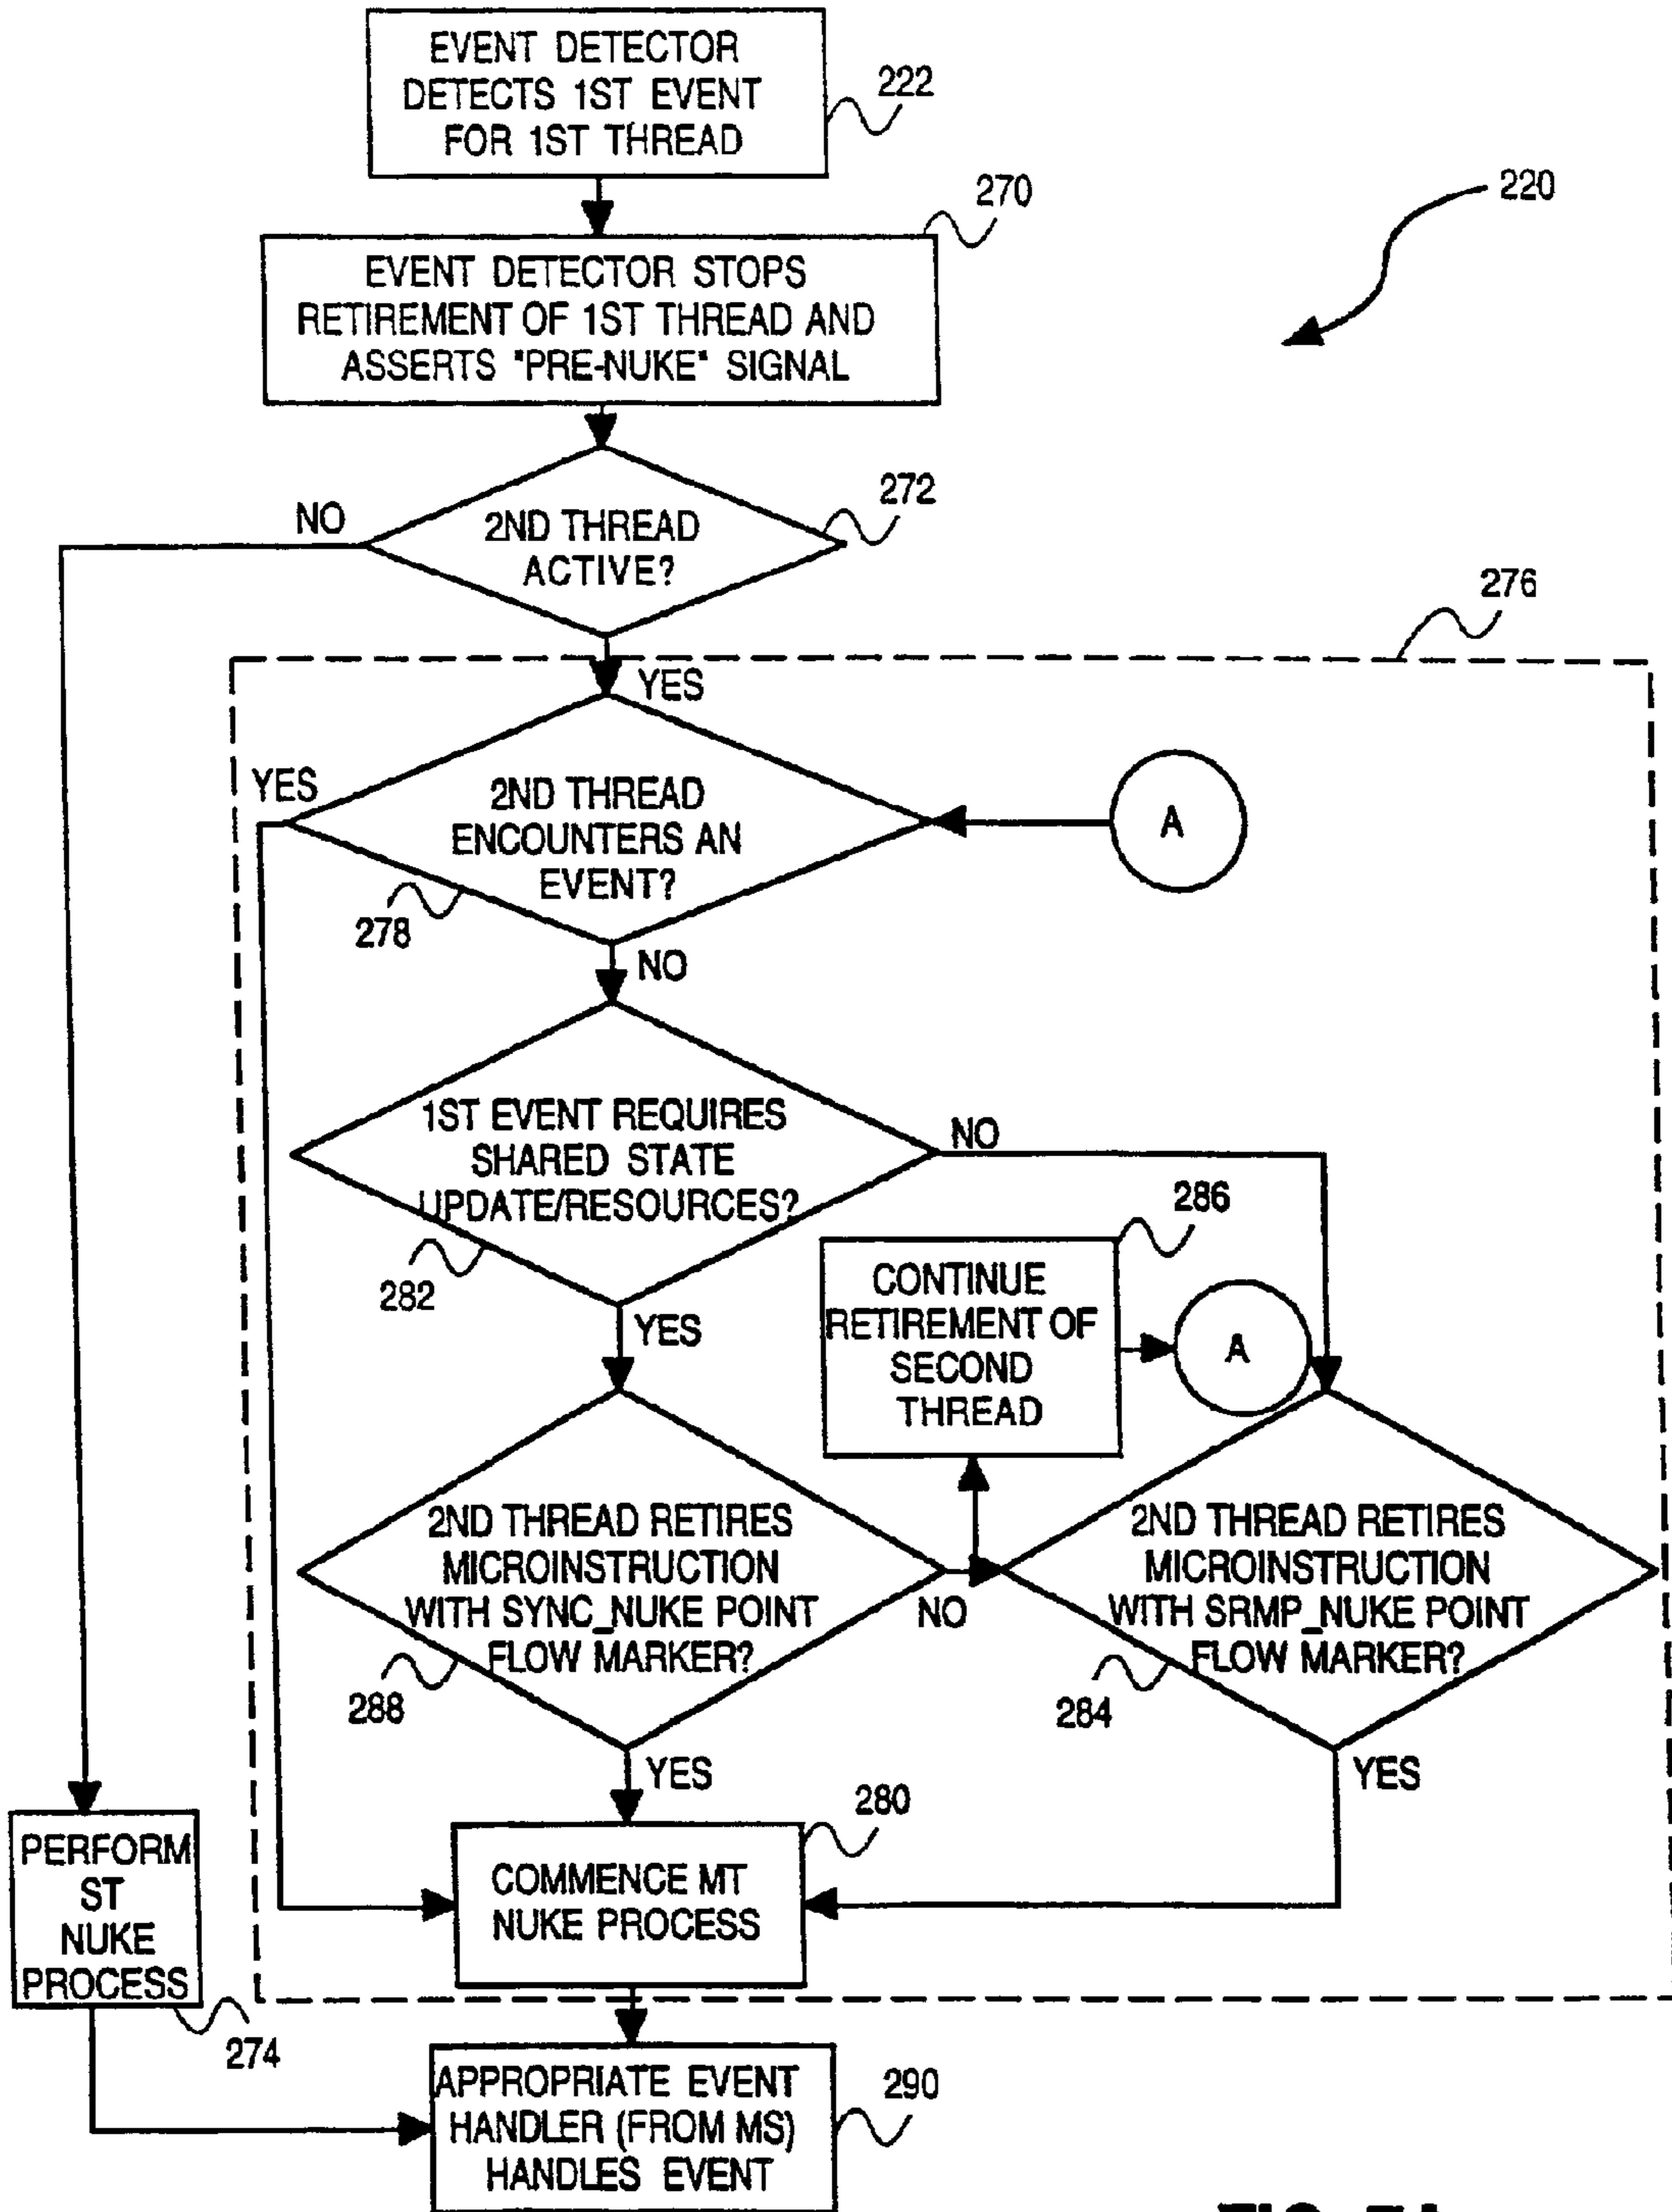 EVENT DETECTOR
DETECTS 1ST EVENT
FOR 1ST THREAD
222
270
220
EVENT DETECTOR STOPS
RETIREMENT OF 1ST THREAD AND
ASSERTS "PRE-NUKE" SIGNAL
272
NO
2ND THREAD
ACTIVE?
276
YES
YES
2ND THREAD
ENCOUNTERS AN
EVENT?
A
278
NO
1ST EVENT REQUIRES
SHARED STATE
UPDATE/RESOURCES?
NO
282
286
YES
CONTINUE
RETIREMENT OF
SECOND
THREAD
A
2ND THREAD RETIRES
MICROINSTRUCTION
WITH SYNC_NUKE POINT
FLOW MARKER?
NO
2ND THREAD RETIRES
MICROINSTRUCTION
WITH SRMP_NUKE POINT
FLOW MARKER?
288
284
YES
YES
280
PERFORM
ST
NUKE
PROCESS
COMMENCE MT
NUKE PROCESS
274
APPROPRIATE EVENT
HANDLER (FROM MS)
HANDLES EVENT
290